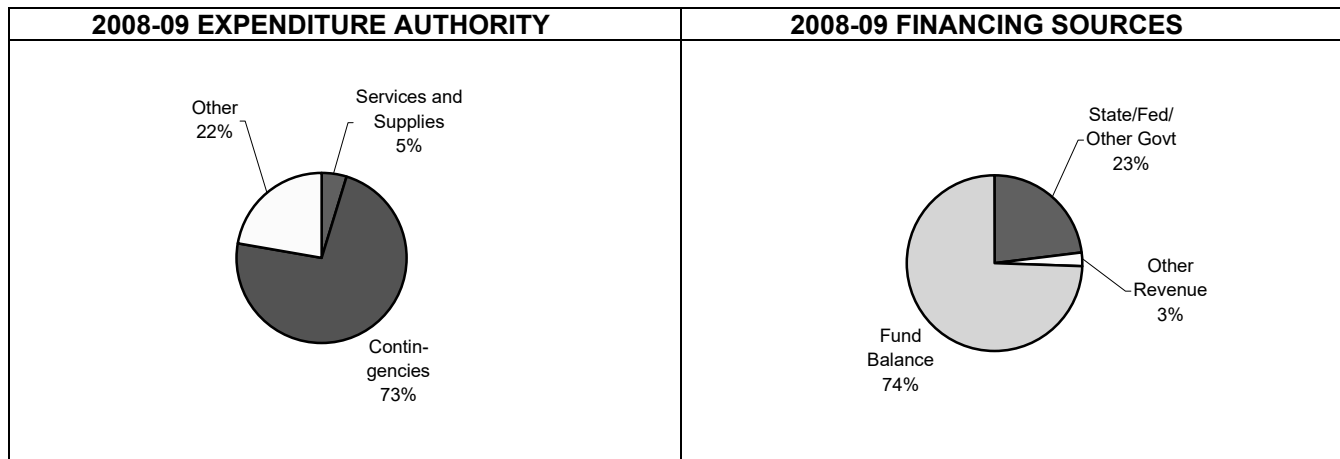 2008-09 EXPENDITURE AUTHORITY
Other
22%
Services and
Supplies
5%
Contin-
gencies
73%
2008-09 FINANCING SOURCES
State/Fed/
Other Govt
23%
Other
Revenue
3%
Fund
Balance
74%